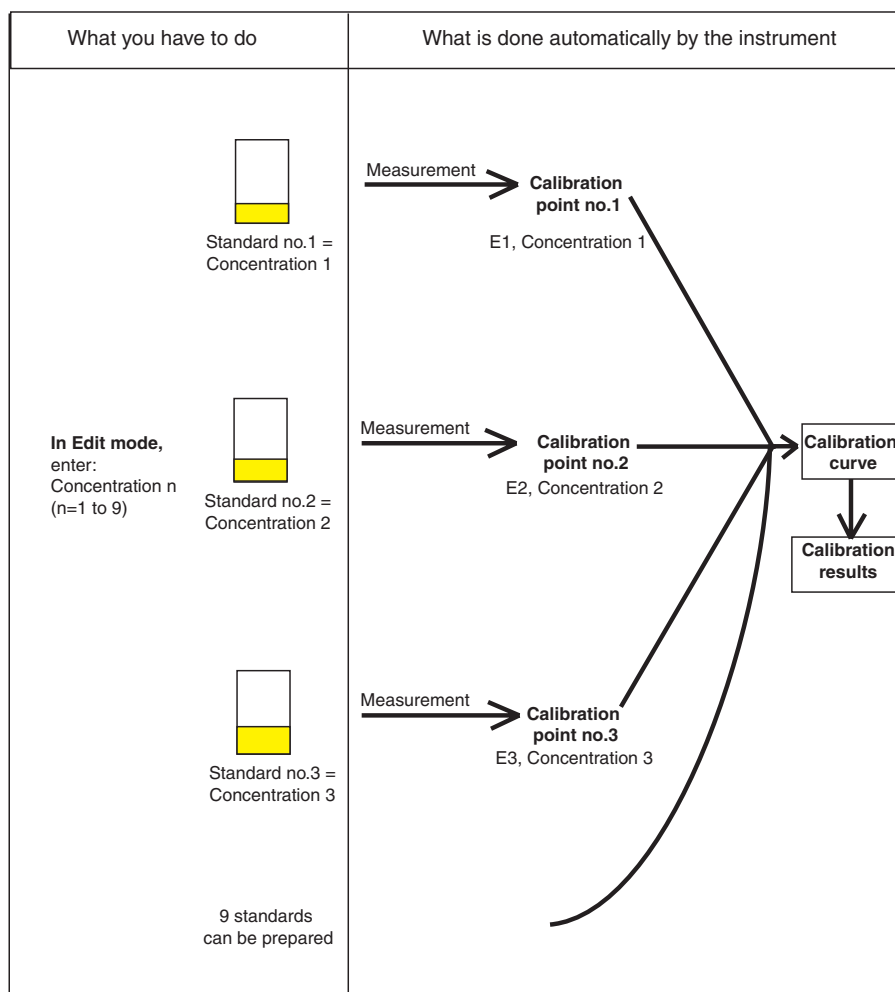 What you have to do
What is done automatically by the instrument
Measurement
Calibration
point no.1
E1, Concentration 1
Standard no.1 =
Concentration 1
In Edit mode,
enter:
Concentration n
(n=1 to 9)
Standard no.2 =
Concentration 2
Measurement
Calibration
point no.2
E2, Concentration 2
Calibration
curve
Calibration
results
Measurement
Calibration
point no.3
E3, Concentration 3
Standard no.3 =
Concentration 3
9 standards
can be prepared